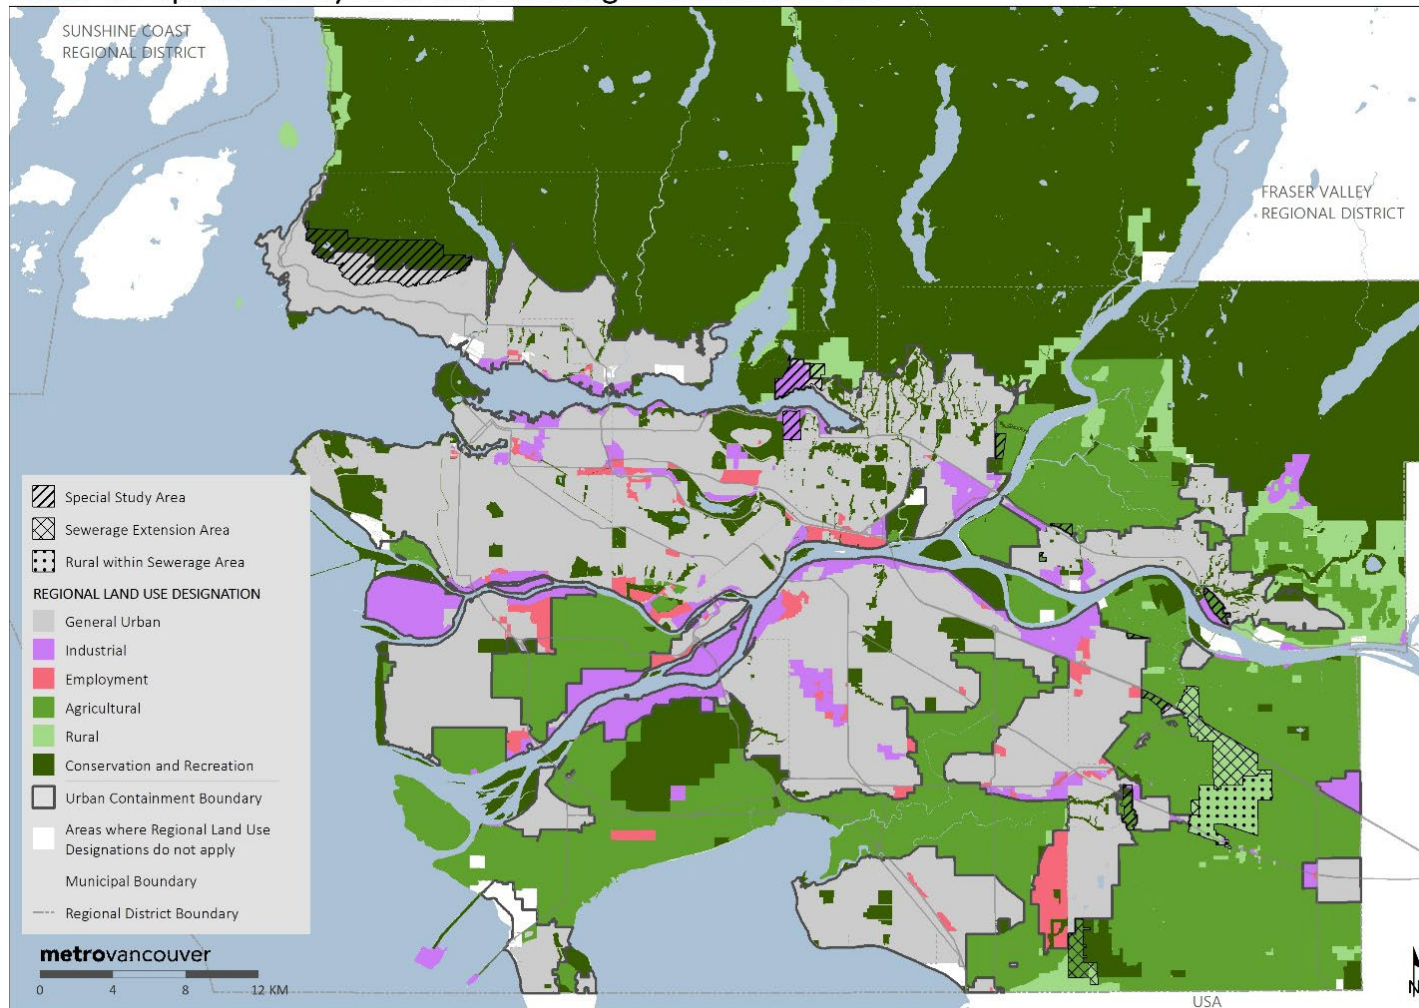 SUNSHINE COAST
REGIONAL DISTRICT
FRASER VALLEY
REGIONAL DISTRICT
Special Study Area
Sewerage Extension Area
Rural within Sewerage Area
REGIONAL LAND USE DESIGNATION
General Urban
Industrial
Employment
Agricultural
Rural
Conservation and Recreation
Urban Containment Boundary
Areas where Regional Land Use
Designations do not apply
Municipal Boundary
Regional District Boundary
metrovancouver
0 4 8 12 KM
USA
N